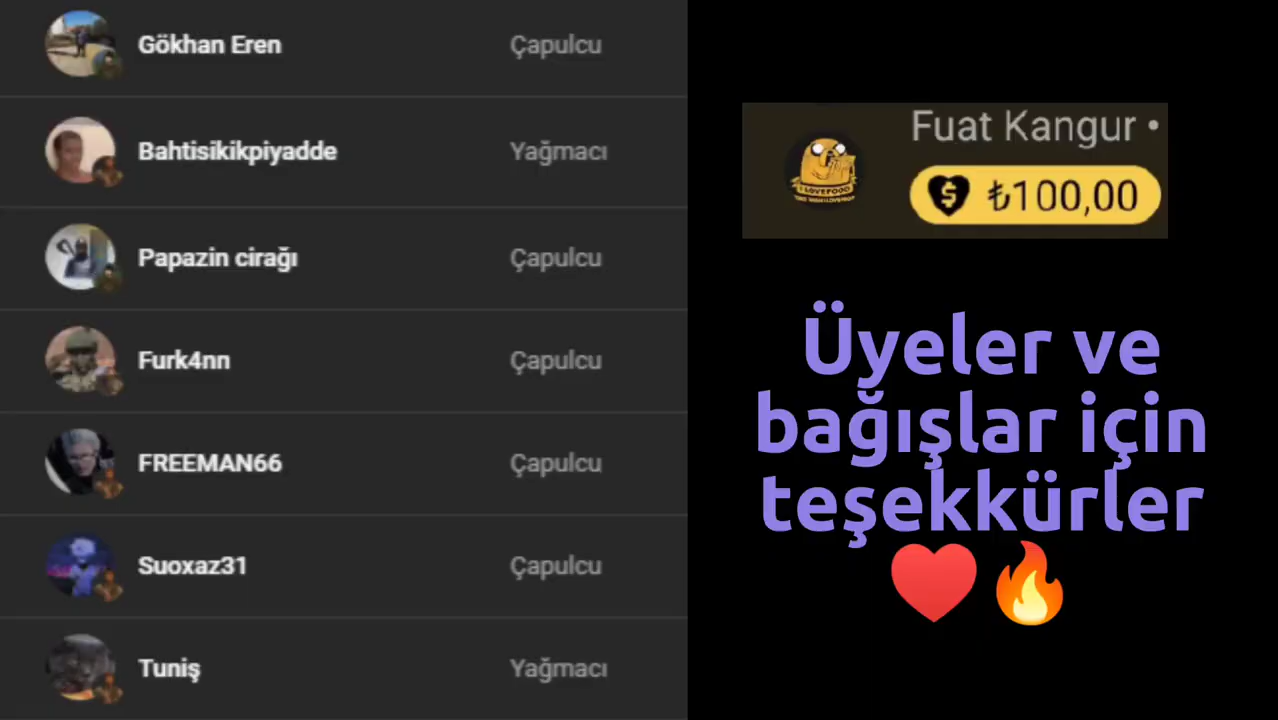 Gökhan Eren Çapulcu
Bahtisikikpiyadde Yağmacı
Papazin cirağı Çapulcu
Furk4nn Çapulcu
FREEMAN66 Çapulcu
Suoxaz31 Çapulcu
Tuniş Yağmacı
Fuat Kangur •
₺100,00
Üyeler ve
bağışlar için
teşekkürler
❤️🔥